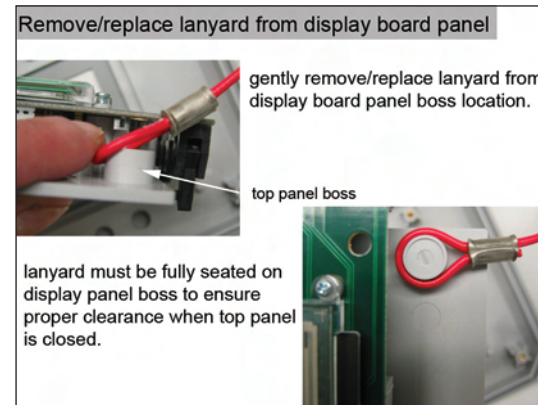 Remove/replace lanyard from display board panel
gently remove/replace lanyard from
display board panel boss location.
top panel boss
lanyard must be fully seated on
display panel boss to ensure
proper clearance when top panel
is closed.